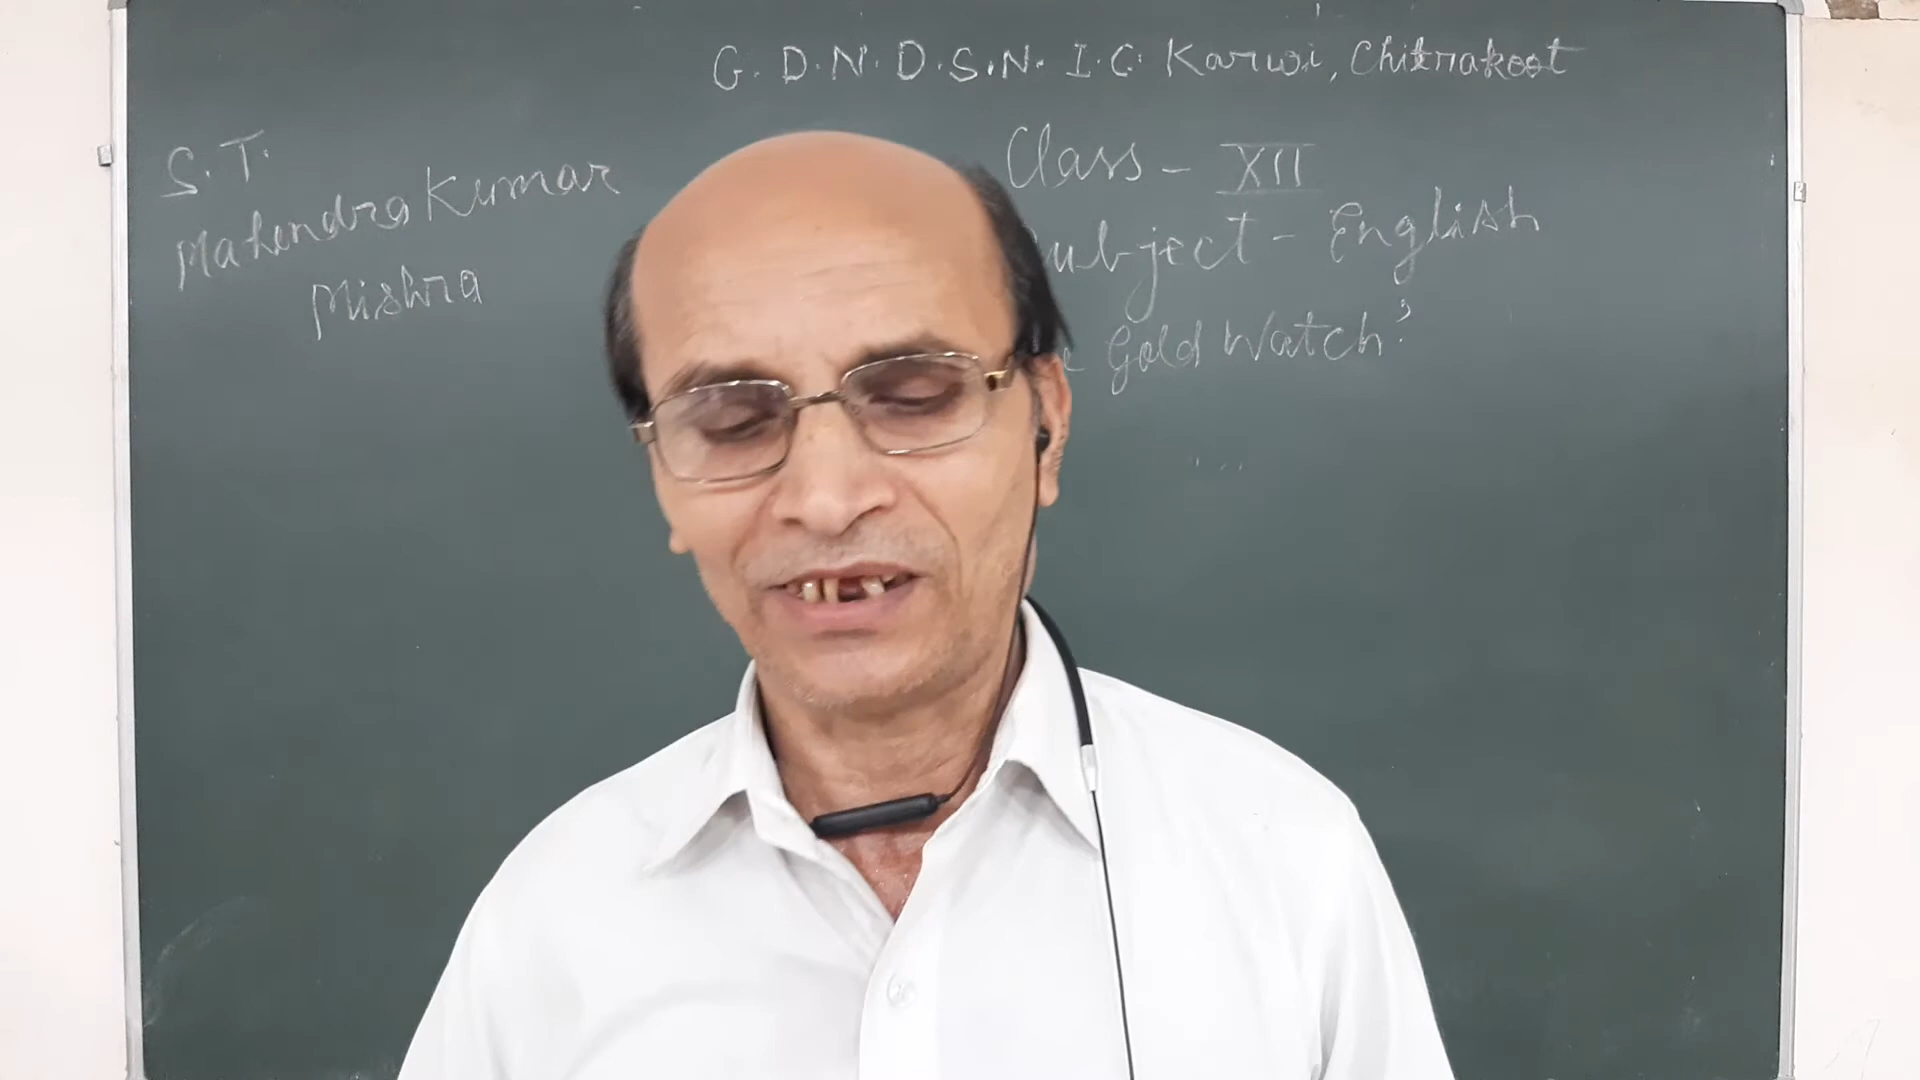 G. D. N. D. S. N. I. C. Karwi, Chitrakoot
S. T.
Mahendra Kumar
Mishra
Class - XII
ubject - English
e Gold Watch'